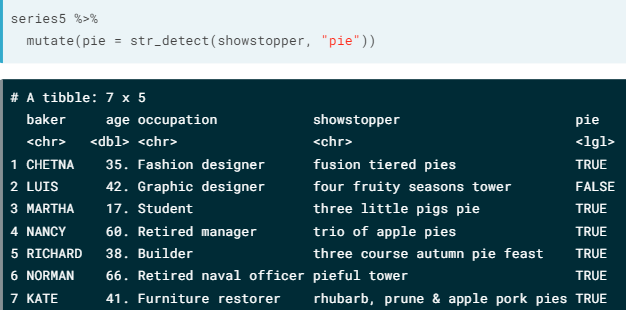 series5 %>%
  mutate(pie = str_detect(showstopper, "pie"))
# A tibble: 7 x 5
  baker     age occupation            showstopper                      pie
  <chr>   <dbl> <chr>                 <chr>                            <lgl>
1 CHETNA    35. Fashion designer      fusion tiered pies               TRUE
2 LUIS      42. Graphic designer      four fruity seasons tower        FALSE
3 MARTHA    17. Student               three little pigs pie            TRUE
4 NANCY     60. Retired manager       trio of apple pies               TRUE
5 RICHARD   38. Builder               three course autumn pie feast    TRUE
6 NORMAN    66. Retired naval officer pieful tower                     TRUE
7 KATE      41. Furniture restorer    rhubarb, prune & apple pork pies TRUE